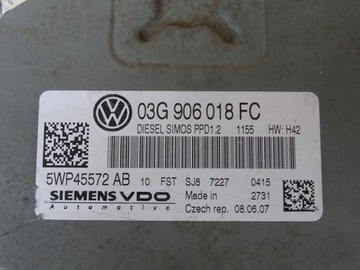 03G 906 018 FC
DIESEL SIMOS PPD1.2 1155 HW: H42
5WP45572 AB 10 FST SJ8 7227 0415
SIEMENS VDO Made in 2731
Automotive Czech rep. 08.06.07